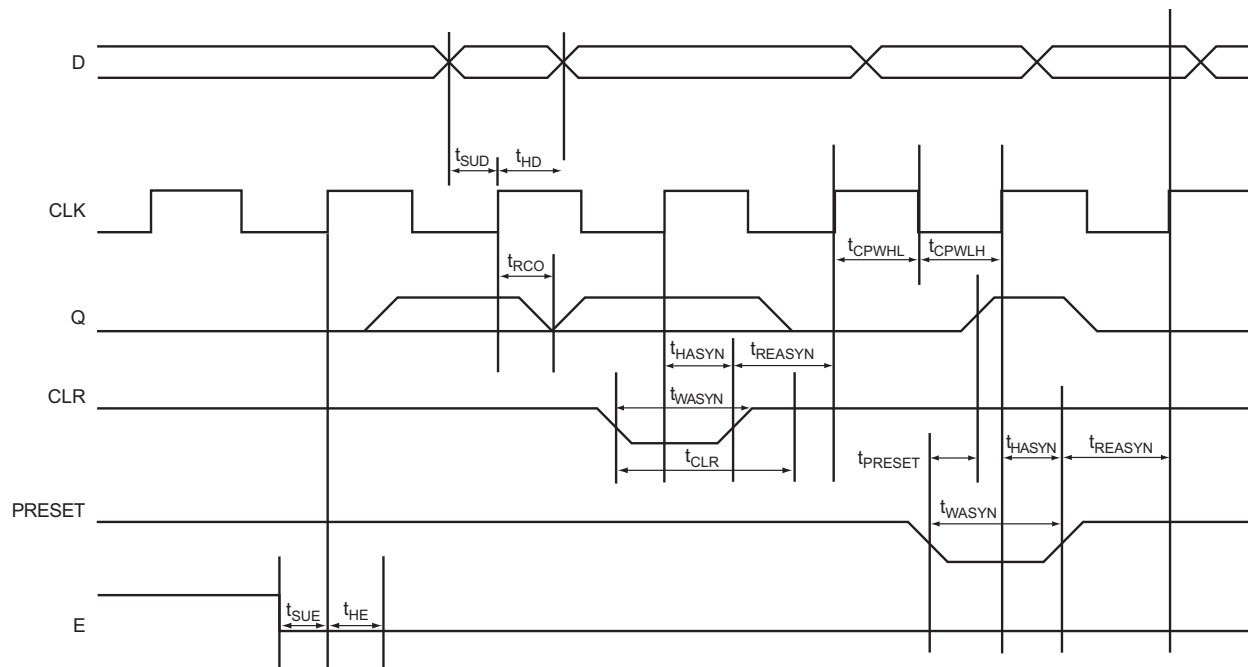 D
tSUD tHD
CLK
tCPWHL tCPWLH
tRCO
Q
tHASYN tREASYN
CLR
tWASYN
tHASYN tREASYN
tPRESET
tCLR
PRESET
tWASYN
tSUE tHE
E